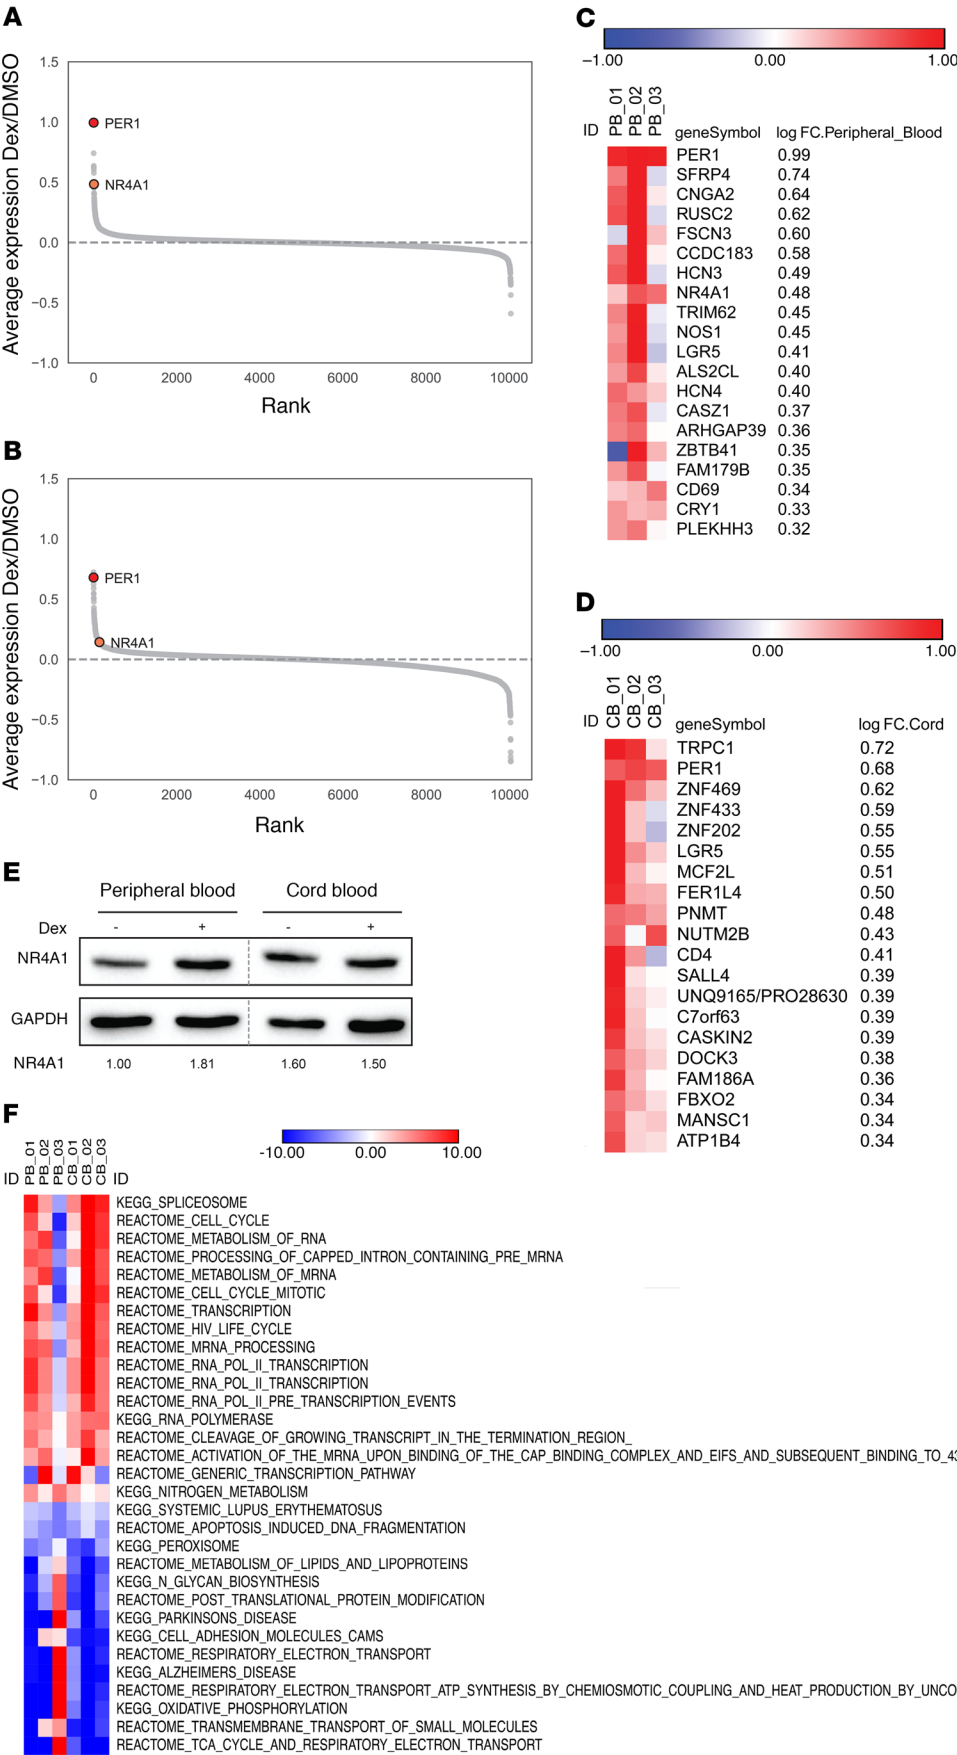 A
Average expression Dex/DMSO
1.5
1.0
0.5
0.0
−0.5
−1.0
PER1
NR4A1
0 2000 4000 6000 8000 10000
Rank
B
Average expression Dex/DMSO
1.5
1.0
0.5
0.0
−0.5
−1.0
PER1
NR4A1
0 2000 4000 6000 8000 10000
Rank
C
−1.00 0.00 1.00
ID PB_01 PB_02 PB_03 geneSymbol log FC.Peripheral_Blood
PER1 0.99
SFRP4 0.74
CNGA2 0.64
RUSC2 0.62
FSCN3 0.60
CCDC183 0.58
HCN3 0.49
NR4A1 0.48
TRIM62 0.45
NOS1 0.45
LGR5 0.41
ALS2CL 0.40
HCN4 0.40
CASZ1 0.37
ARHGAP39 0.36
ZBTB41 0.35
FAM179B 0.35
CD69 0.34
CRY1 0.33
PLEKHH3 0.32
D
−1.00 0.00 1.00
ID CB_01 CB_02 CB_03 geneSymbol log FC.Cord
TRPC1 0.72
PER1 0.68
ZNF469 0.62
ZNF433 0.59
ZNF202 0.55
LGR5 0.55
MCF2L 0.51
FER1L4 0.50
PNMT 0.48
NUTM2B 0.43
CD4 0.41
SALL4 0.39
UNQ9165/PRO28630 0.39
C7orf63 0.39
CASKIN2 0.39
DOCK3 0.38
FAM186A 0.36
FBXO2 0.34
MANSC1 0.34
ATP1B4 0.34
E
Peripheral blood Cord blood
Dex - + - +
NR4A1
GAPDH
NR4A1 1.00 1.81 1.60 1.50
F
-10.00 0.00 10.00
ID PB_01 PB_02 PB_03 CB_01 CB_02 CB_03 ID
KEGG_SPLICEOSOME
REACTOME_CELL_CYCLE
REACTOME_METABOLISM_OF_RNA
REACTOME_PROCESSING_OF_CAPPED_INTRON_CONTAINING_PRE_MRNA
REACTOME_METABOLISM_OF_MRNA
REACTOME_CELL_CYCLE_MITOTIC
REACTOME_TRANSCRIPTION
REACTOME_HIV_LIFE_CYCLE
REACTOME_MRNA_PROCESSING
REACTOME_RNA_POL_II_TRANSCRIPTION
REACTOME_RNA_POL_II_TRANSCRIPTION
REACTOME_RNA_POL_II_PRE_TRANSCRIPTION_EVENTS
KEGG_RNA_POLYMERASE
REACTOME_CLEAVAGE_OF_GROWING_TRANSCRIPT_IN_THE_TERMINATION_REGION_
REACTOME_ACTIVATION_OF_THE_MRNA_UPON_BINDING_OF_THE_CAP_BINDING_COMPLEX_AND_EIFS_AND_SUBSEQUENT_BINDING_TO_43
REACTOME_GENERIC_TRANSCRIPTION_PATHWAY
KEGG_NITROGEN_METABOLISM
KEGG_SYSTEMIC_LUPUS_ERYTHEMATOSUS
REACTOME_APOPTOSIS_INDUCED_DNA_FRAGMENTATION
KEGG_PEROXISOME
REACTOME_METABOLISM_OF_LIPIDS_AND_LIPOPROTEINS
KEGG_N_GLYCAN_BIOSYNTHESIS
REACTOME_POST_TRANSLATIONAL_PROTEIN_MODIFICATION
KEGG_PARKINSONS_DISEASE
KEGG_CELL_ADHESION_MOLECULES_CAMS
REACTOME_RESPIRATORY_ELECTRON_TRANSPORT
KEGG_ALZHEIMERS_DISEASE
REACTOME_RESPIRATORY_ELECTRON_TRANSPORT_ATP_SYNTHESIS_BY_CHEMIOSMOTIC_COUPLING_AND_HEAT_PRODUCTION_BY_UNCO
KEGG_OXIDATIVE_PHOSPHORYLATION
REACTOME_TRANSMEMBRANE_TRANSPORT_OF_SMALL_MOLECULES
REACTOME_TCA_CYCLE_AND_RESPIRATORY_ELECTRON_TRANSPORT